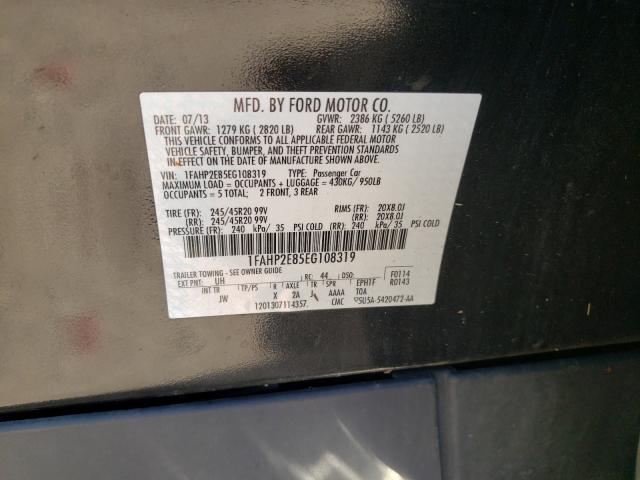 MFD. BY FORD MOTOR CO.
DATE: 07/13 GVWR: 2386 KG ( 5260 LB)
FRONT GAWR: 1279 KG ( 2820 LB) REAR GAWR: 1143 KG ( 2520 LB)
THIS VEHICLE CONFORMS TO ALL APPLICABLE FEDERAL MOTOR
VEHICLE SAFETY, BUMPER, AND THEFT PREVENTION STANDARDS
IN EFFECT ON THE DATE OF MANUFACTURE SHOWN ABOVE.
VIN: 1FAHP2E85EG108319 TYPE: Passenger Car
MAXIMUM LOAD = OCCUPANTS + LUGGAGE = 430KG/ 950LB
OCCUPANTS = 5 TOTAL; 2 FRONT, 3 REAR
TIRE (FR): 245/45R20 99V RIMS (FR): 20X8.0J
(RR): 245/45R20 99V (RR): 20X8.0J
PRESSURE (FR): 240 kPa/ 35 PSI COLD (RR): 240 kPa/ 35 PSI COLD
1FAHP2E85EG108319
TRAILER TOWING - SEE OWNER GUIDE
EXT PNT: UH RC: 44 DSO: F0114
INT TR TP/PS R AXLE TR SPR EPH1F R0143
JW X 2A J AAAA T0A
1201307114357 CMC 5U5A-5420472-AA